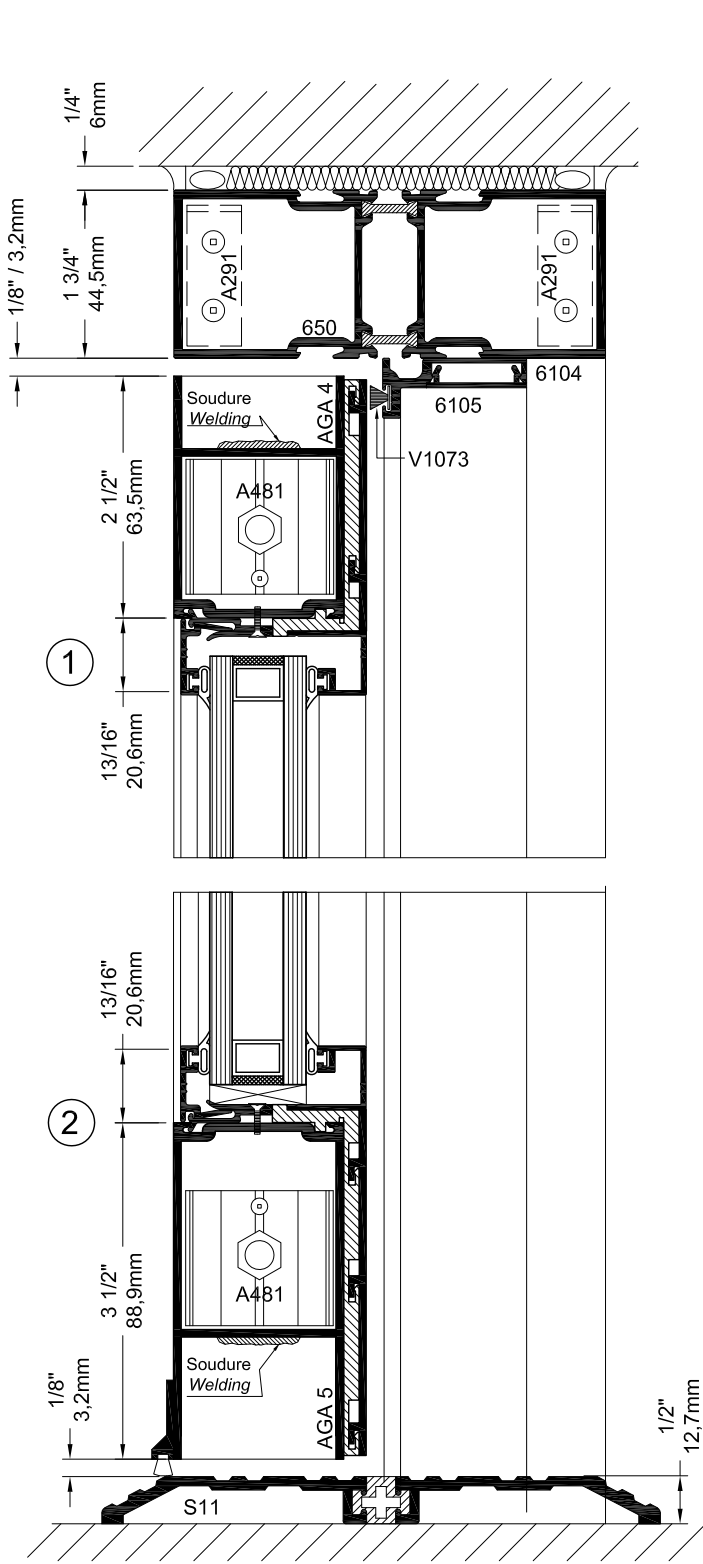 1/4"
6mm
1/8" / 3,2mm
1 3/4"
44,5mm
A291
A291
650
6104
6105
Soudure
Welding
AGA 4
V1073
2 1/2"
63,5mm
A481
1
13/16"
20,6mm
13/16"
20,6mm
2
3 1/2"
88,9mm
A481
Soudure
Welding
AGA 5
1/8"
3,2mm
1/2"
12,7mm
S11